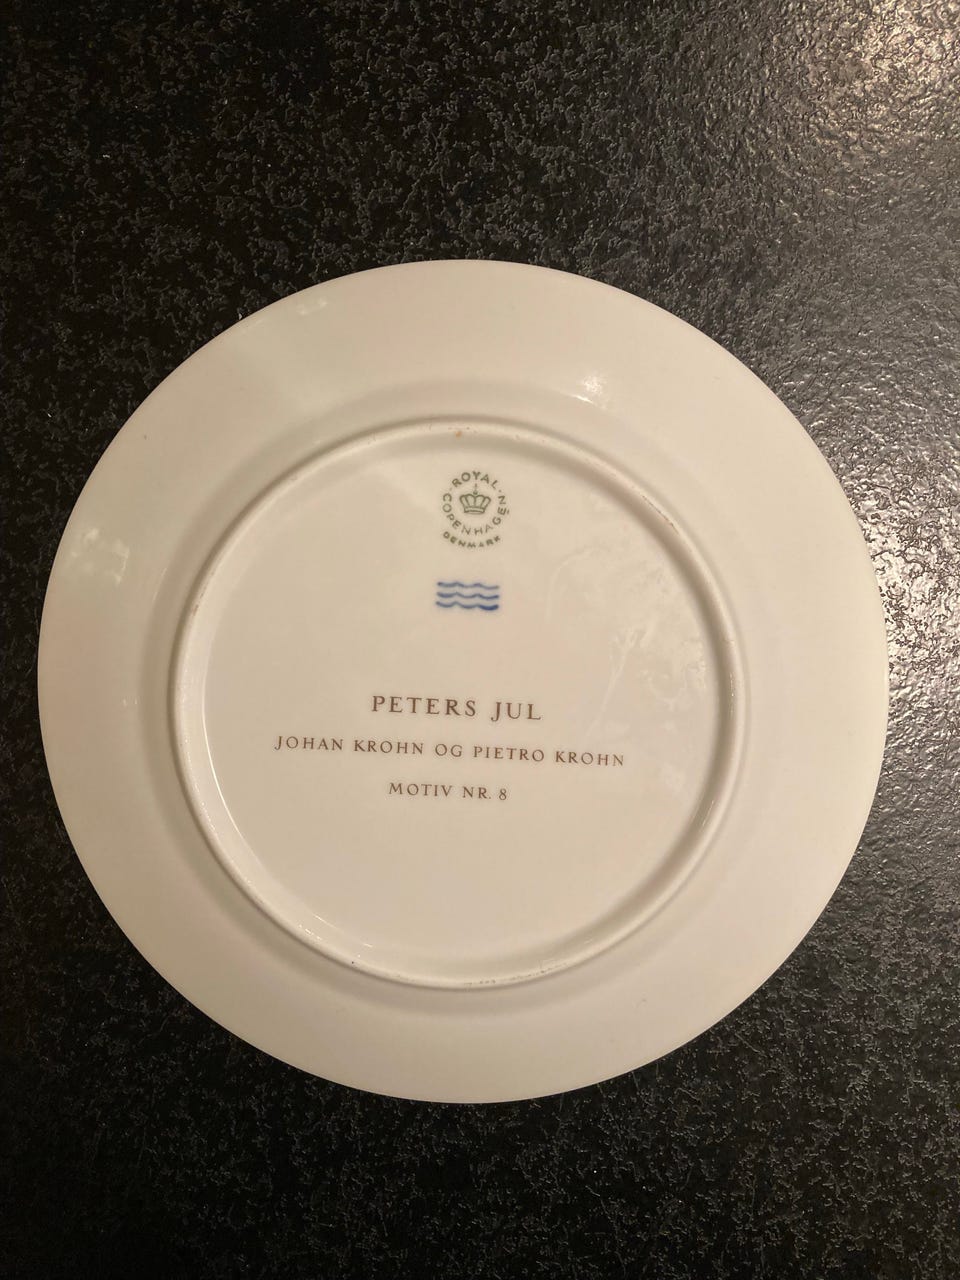 ROYAL
COPENHAGEN
DENMARK
PETERS JUL
JOHAN KROHN OG PIETRO KROHN
MOTIV NR. 8